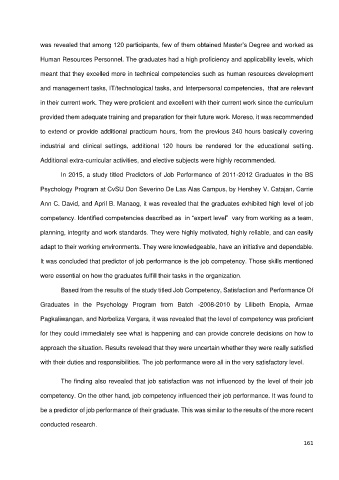 was revealed that among 120 participants, few of them obtained Master's Degree and worked as
Human Resources Personnel. The graduates had a high proficiency and applicability levels, which
meant that they excelled more in technical competencies such as human resources development
and management tasks, IT/technological tasks, and Interpersonal competencies, that are relevant
in their current work. They were proficient and excellent with their current work since the curriculum
provided them adequate training and preparation for their future work. Moreso, it was recommended
to extend or provide additional practicum hours, from the previous 240 hours basically covering
industrial and clinical settings, additional 120 hours be rendered for the educational setting.
Additional extra-curricular activities, and elective subjects were highly recommended.
In 2015, a study titled Predictors of Job Performance of 2011-2012 Graduates in the BS
Psychology Program at CvSU Don Severino De Las Alas Campus, by Hershey V. Catajan, Carrie
Ann C. David, and April B. Manaag, it was revealed that the graduates exhibited high level of job
competency. Identified competencies described as in "expert level" vary from working as a team,
planning, integrity and work standards. They were highly motivated, highly reliable, and can easily
adapt to their working environments. They were knowledgeable, have an initiative and dependable.
It was concluded that predictor of job performance is the job competency. Those skills mentioned
were essential on how the graduates fulfill their tasks in the organization.
Based from the results of the study titled Job Competency, Satisfaction and Performance Of
Graduates in the Psychology Program from Batch -2008-2010 by Lilibeth Enopia, Armae
Pagkaliwangan, and Norbeliza Vergara, it was revealed that the level of competency was proficient
for they could immediately see what is happening and can provide concrete decisions on how to
approach the situation. Results revelead that they were uncertain whether they were really satisfied
with their duties and responsibilities. The job performance were all in the very satisfactory level.
The finding also revealed that job satisfaction was not influenced by the level of their job
competency. On the other hand, job competency influenced their job performance. It was found to
be a predictor of job performance of their graduate. This was similar to the results of the more recent
conducted research.
161